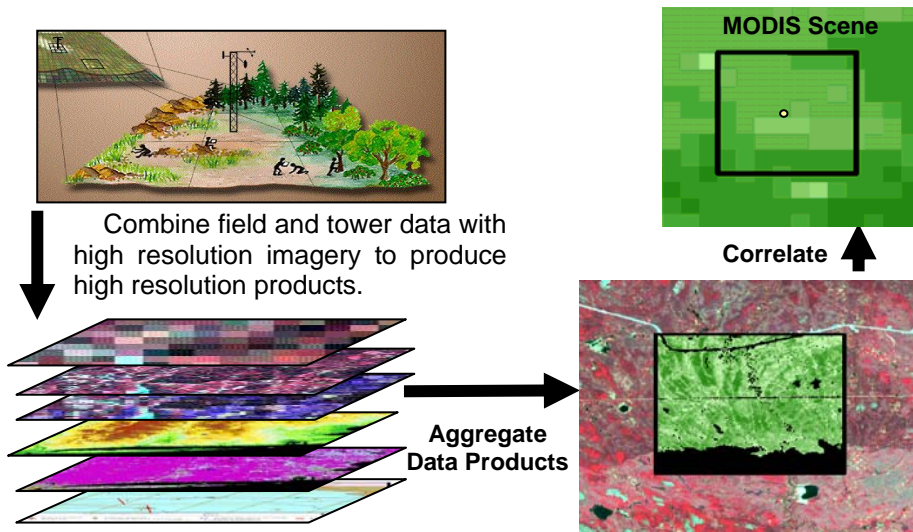 MODIS Scene
Combine field and tower data with
high resolution imagery to produce
high resolution products.
Correlate
Aggregate
Data Products